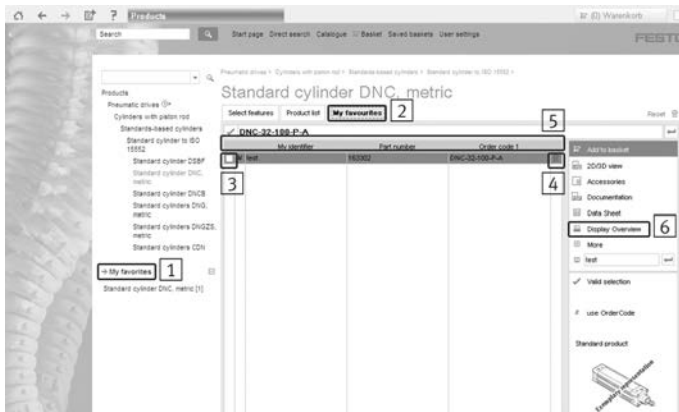 ? Products
(0) Warenkorb
Search
Start page Direct search Catalogue Basket Saved baskets User settings
FESTO
Pneumatic drives › Cylinders with piston rod › Standards-based cylinders › Standard cylinder to ISO 15552 ›
Standard cylinder DNC, metric
Products
Pneumatic drives
Cylinders with piston rod
Standards-based cylinders
Standard cylinder to ISO
15552
Standard cylinder DSBF
Standard cylinder DNC,
metric
Standard cylinder DNCB
Standard cylinders DNG,
metric
Standard cylinders DNGZS,
metric
Standard cylinders CDN
→ My favorites 1
Standard cylinder DNC, metric [1]
Select features Product list My favourites 2
Reset
DNC-32-100-P-A 5
My identifier Part number Order code 1
test 163302 DNC-32-100-P-A
3 4
Add to basket
2D/3D view
Accessories
Documentation
Data Sheet
Display Overview 6
More
test
Valid selection
use OrderCode
Standard product
Exemplary representation